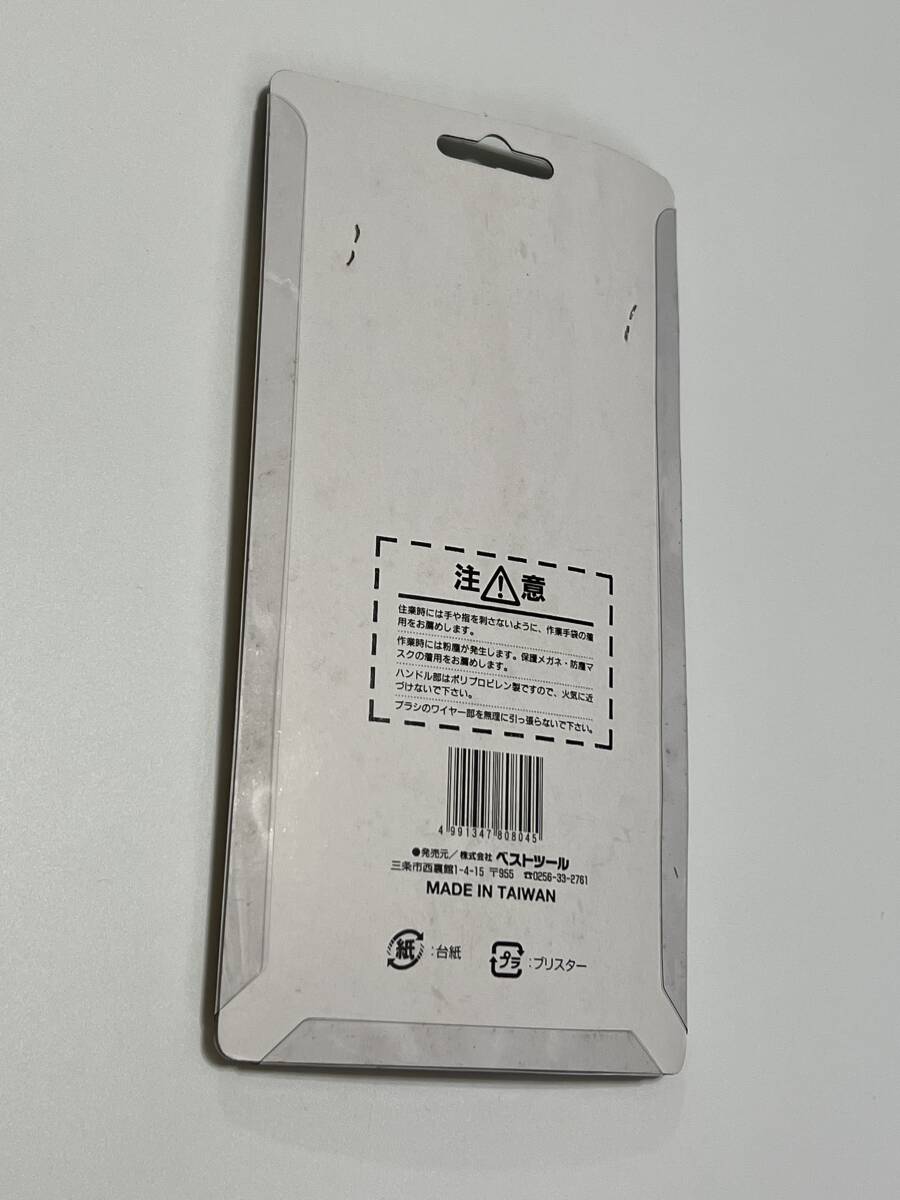 注意
住業時には手や指を刺さないように、作業手袋の着
用をお薦めします。
作業時には粉塵が発生します。保護メガネ・防塵マ
スクの着用をお薦めします。
ハンドル部はポリプロピレン製ですので、火気に近
づけないで下さい。
ブラシのワイヤー部を無理に引っ張らないで下さい。
4 991347 808045
●発売元／株式会社 ベストツール
三条市西裏館1-4-15 〒955 ☎0256-33-2761
MADE IN TAIWAN
紙 :台紙
プラ :ブリスター